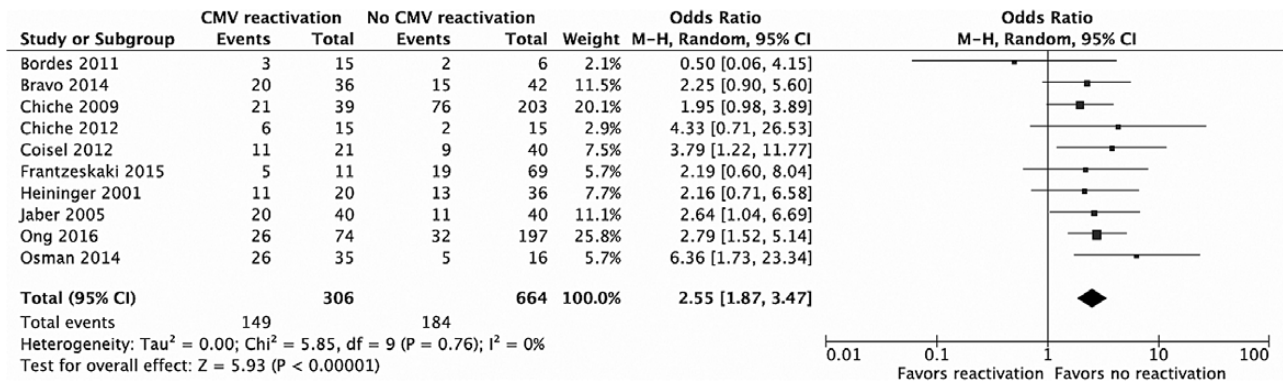 CMV reactivation No CMV reactivation Odds Ratio Odds Ratio
Study or Subgroup Events Total Events Total Weight M-H, Random, 95% CI M-H, Random, 95% CI
Bordes 2011 3 15 2 6 2.1% 0.50 [0.06, 4.15]
Bravo 2014 20 36 15 42 11.5% 2.25 [0.90, 5.60]
Chiche 2009 21 39 76 203 20.1% 1.95 [0.98, 3.89]
Chiche 2012 6 15 2 15 2.9% 4.33 [0.71, 26.53]
Coisel 2012 11 21 9 40 7.5% 3.79 [1.22, 11.77]
Frantzeskaki 2015 5 11 19 69 5.7% 2.19 [0.60, 8.04]
Heininger 2001 11 20 13 36 7.7% 2.16 [0.71, 6.58]
Jaber 2005 20 40 11 40 11.1% 2.64 [1.04, 6.69]
Ong 2016 26 74 32 197 25.8% 2.79 [1.52, 5.14]
Osman 2014 26 35 5 16 5.7% 6.36 [1.73, 23.34]
Total (95% CI) 306 664 100.0% 2.55 [1.87, 3.47]
Total events 149 184
Heterogeneity: Tau² = 0.00; Chi² = 5.85, df = 9 (P = 0.76); I² = 0%
Test for overall effect: Z = 5.93 (P < 0.00001)
0.01 0.1 1 10 100
Favors reactivation Favors no reactivation